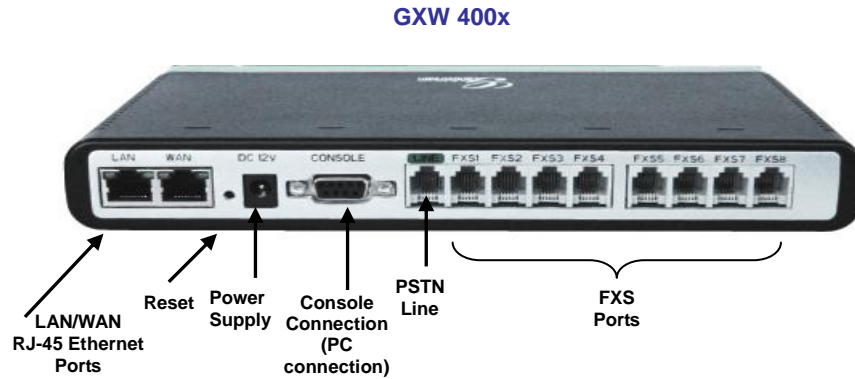 GXW 400x
Grandstream
LAN WAN DC 12V CONSOLE LINE FXS1 FXS2 FXS3 FXS4 FXS5 FXS6 FXS7 FXS8
LAN/WAN
RJ-45 Ethernet
Ports
Reset
Power
Supply
Console
Connection
(PC
connection)
PSTN
Line
FXS
Ports